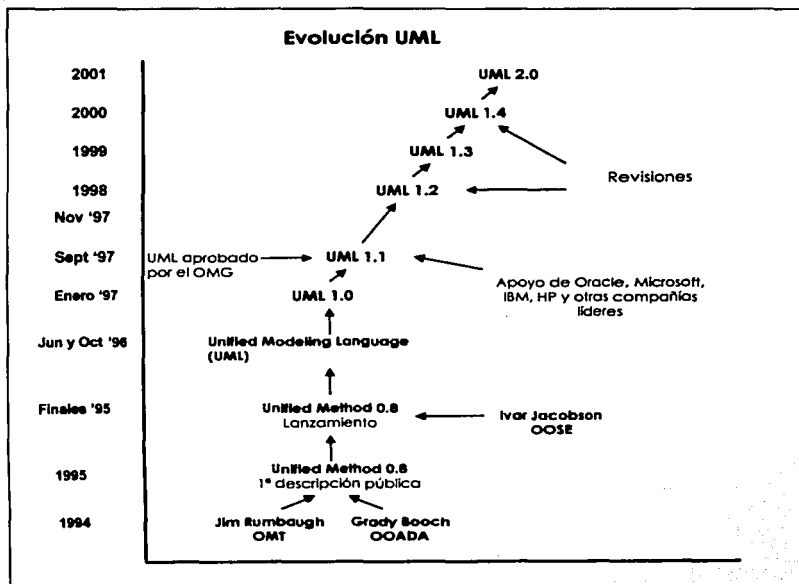 Evolución UML
2001
UML 2.0
2000
UML 1.4
1999
UML 1.3
Revisiones
1998
UML 1.2
Nov '97
Sept '97
UML aprobado
por el OMG
UML 1.1
Apoyo de Oracle, Microsoft,
IBM, HP y otras compañías
líderes
Enero '97
UML 1.0
Jun y Oct '96
Unified Modeling Language
(UML)
Finales '95
Unified Method 0.8
Lanzamiento
Ivar Jacobson
OOSE
1995
Unified Method 0.8
1ª descripción pública
1994
Jim Rumbaugh
OMT
Grady Booch
OOADA